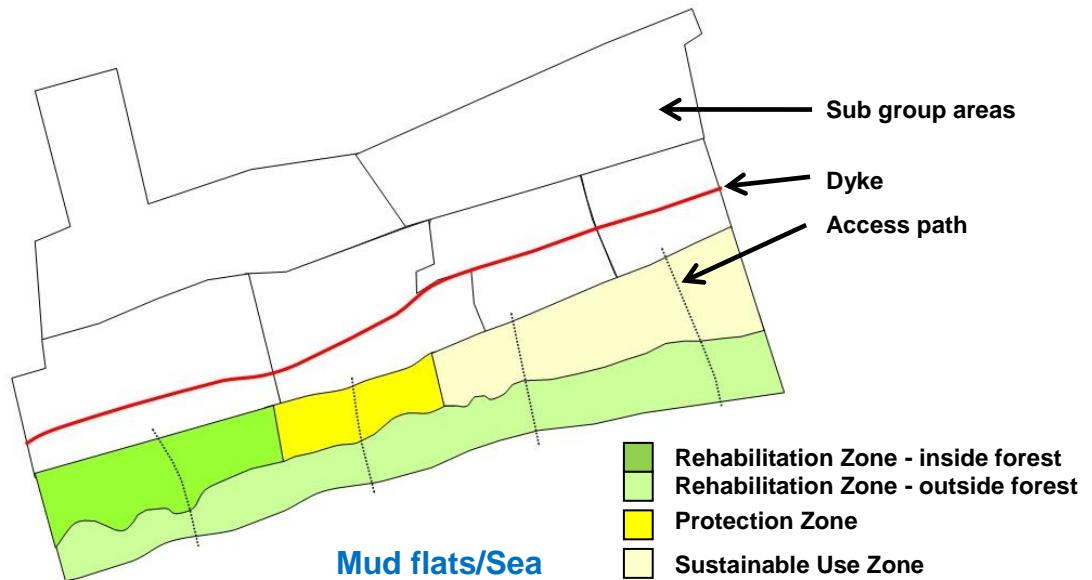 Sub group areas
Dyke
Access path
Rehabilitation Zone - inside forest
Rehabilitation Zone - outside forest
Protection Zone
Sustainable Use Zone
Mud flats/Sea